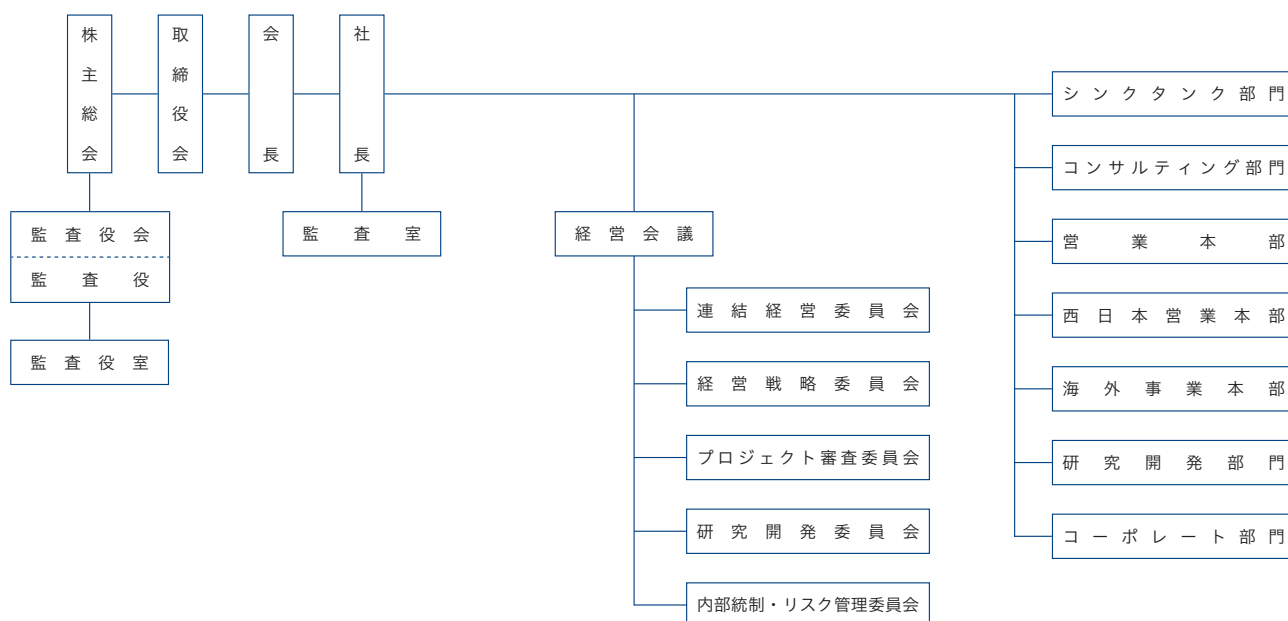 株主総会
取締役会
会長
社長
監査役会
監査役
監査役室
監査室
経営会議
連結経営委員会
経営戦略委員会
プロジェクト審査委員会
研究開発委員会
内部統制・リスク管理委員会
シンクタンク部門
コンサルティング部門
営業本部
西日本営業本部
海外事業本部
研究開発部門
コーポレート部門